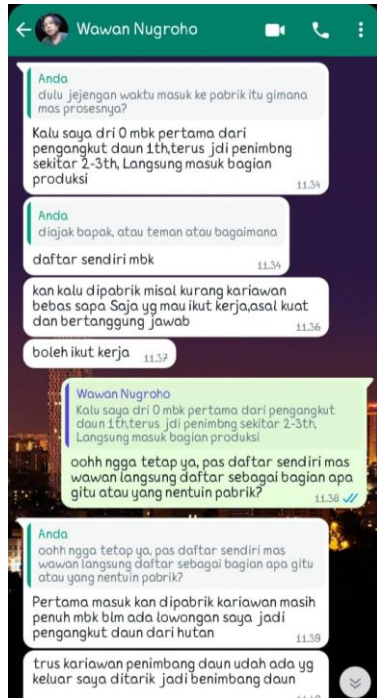 Wawan Nugroho
Anda
dulu jejengan waktu masuk ke pabrik itu gimana
mas prosesnya?
Kalu saya dri 0 mbk pertama dari
pengangkut daun 1th,terus jdi penimbng
sekitar 2-3th, Langsung masuk bagian
produksi
11.34
Anda
diajak bapak, atau teman atau bagaimana
daftar sendiri mbk
11.34
kan kalu dipabrik misal kurang kariawan
bebas sapa Saja yg mau ikut kerja,asal kuat
dan bertanggung jawab
11.36
boleh ikut kerja
11.37
Wawan Nugroho
Kalu saya dri 0 mbk pertama dari pengangkut
daun 1th,terus jdi penimbng sekitar 2-3th,
Langsung masuk bagian produksi
oohh ngga tetap ya, pas daftar sendiri mas
wawan langsung daftar sebagai bagian apa
gitu atau yang nentuin pabrik?
11.38
Anda
oohh ngga tetap ya, pas daftar sendiri mas
wawan langsung daftar sebagai bagian apa gitu
atau yang nentuin pabrik?
Pertama masuk kan dipabrik kariawan masih
penuh mbk blm ada lowongan saya jadi
pengangkut daun dari hutan
11.39
trus kariawan penimbang daun udah ada yg
keluar saya ditarik jadi benimbang daun